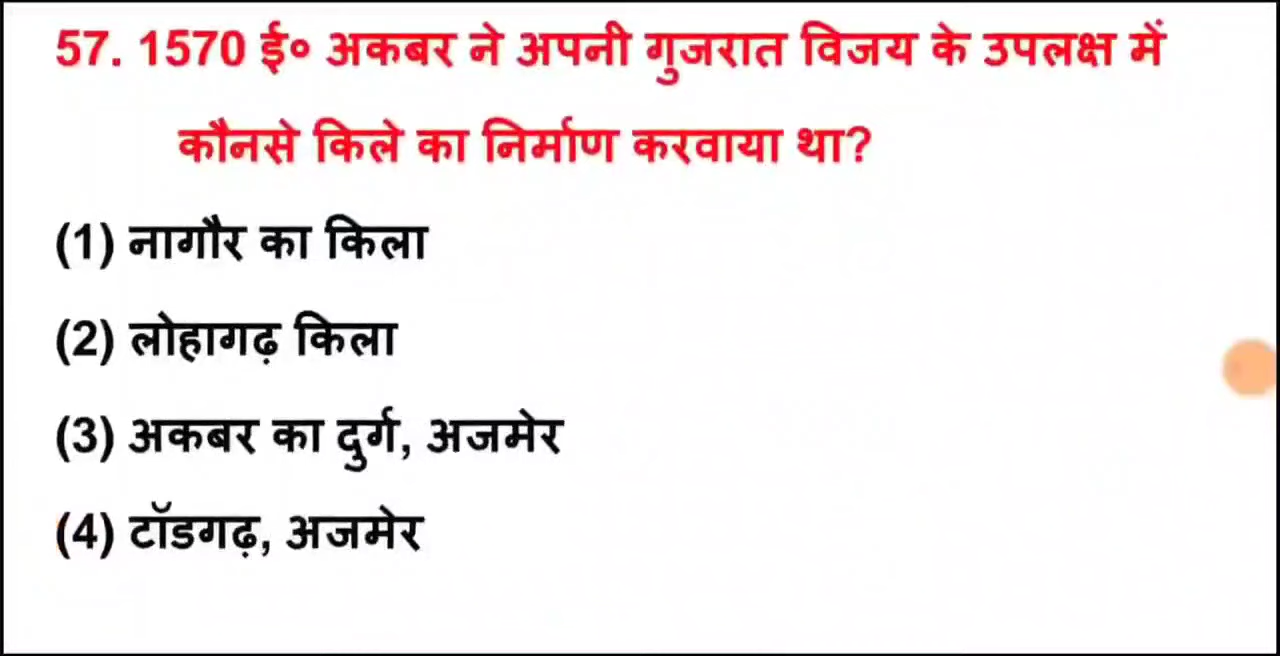 57. 1570 ई० अकबर ने अपनी गुजरात विजय के उपलक्ष में
कौनसे किले का निर्माण करवाया था?
(1) नागौर का किला
(2) लोहागढ़ किला
(3) अकबर का दुर्ग, अजमेर
(4) टॉडगढ़, अजमेर